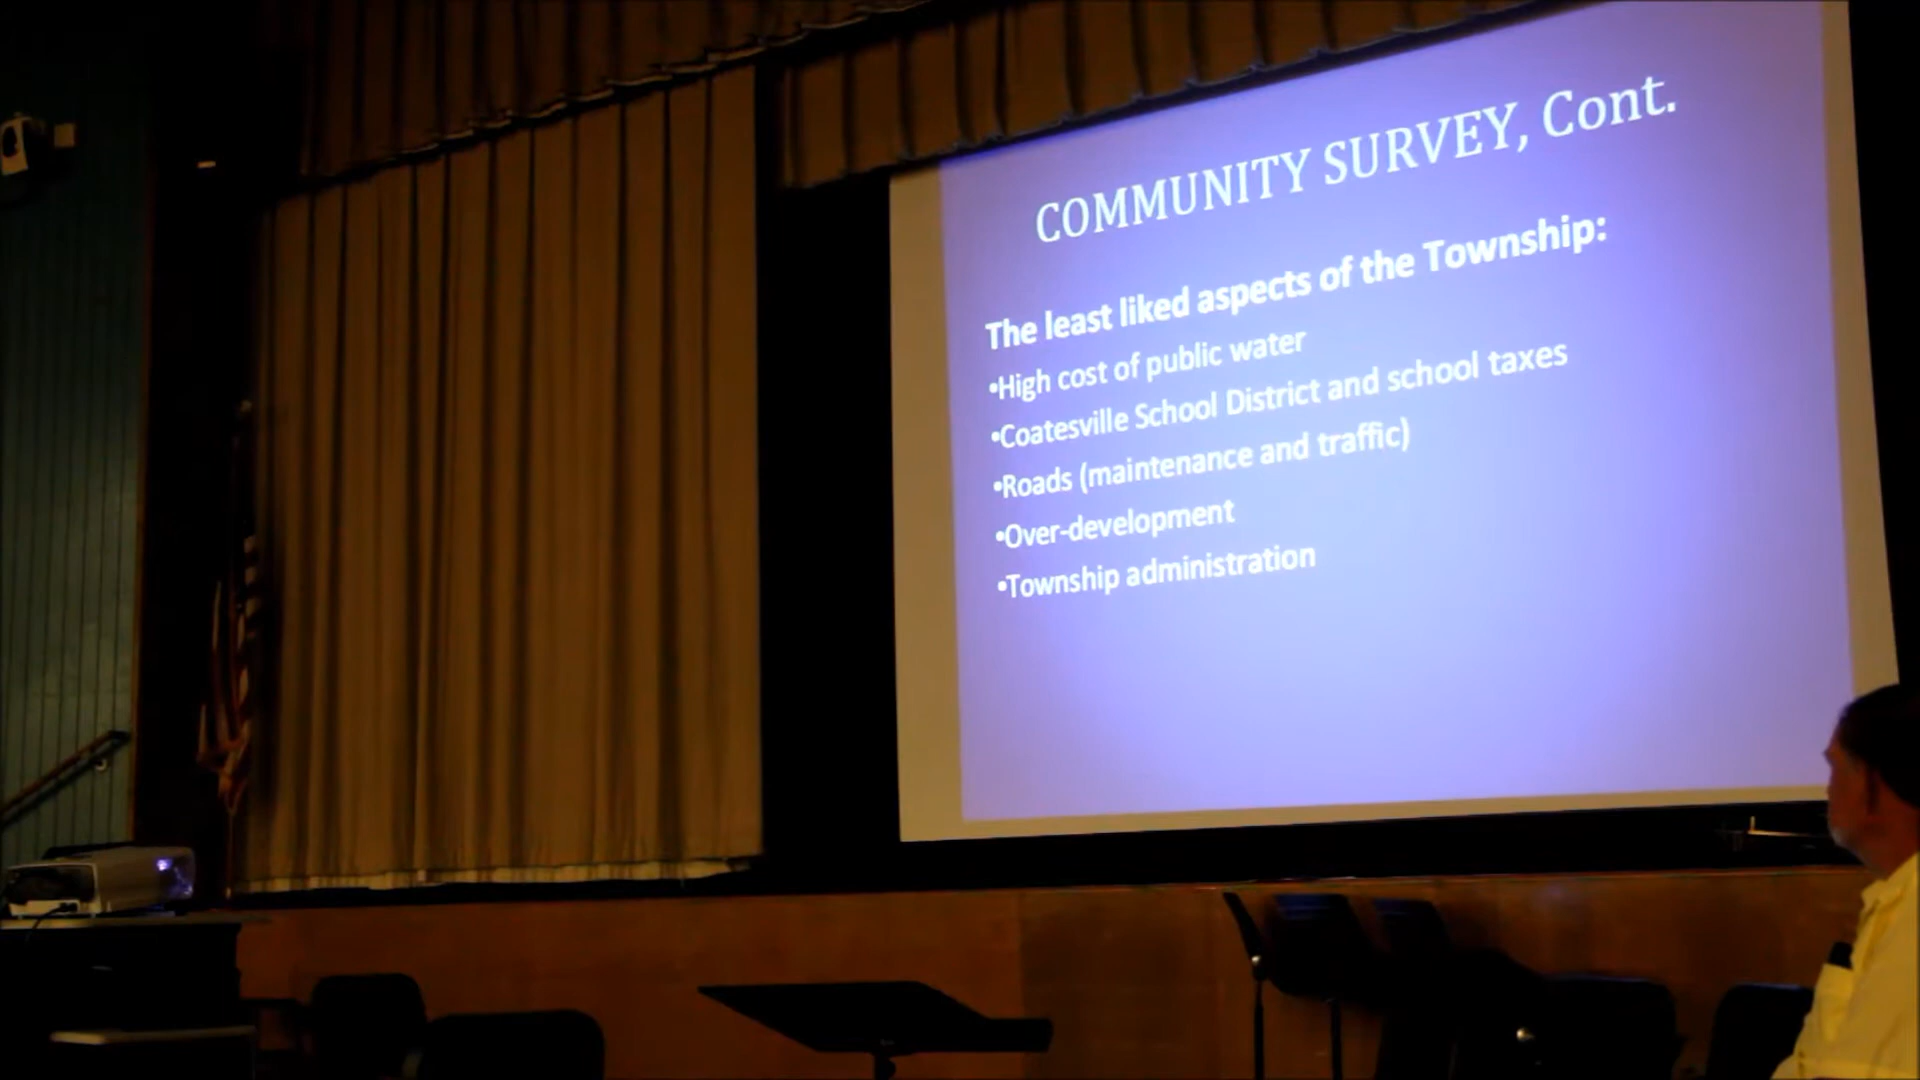 COMMUNITY SURVEY, Cont.
The least liked aspects of the Township:
•High cost of public water
•Coatesville School District and school taxes
•Roads (maintenance and traffic)
•Over-development
•Township administration